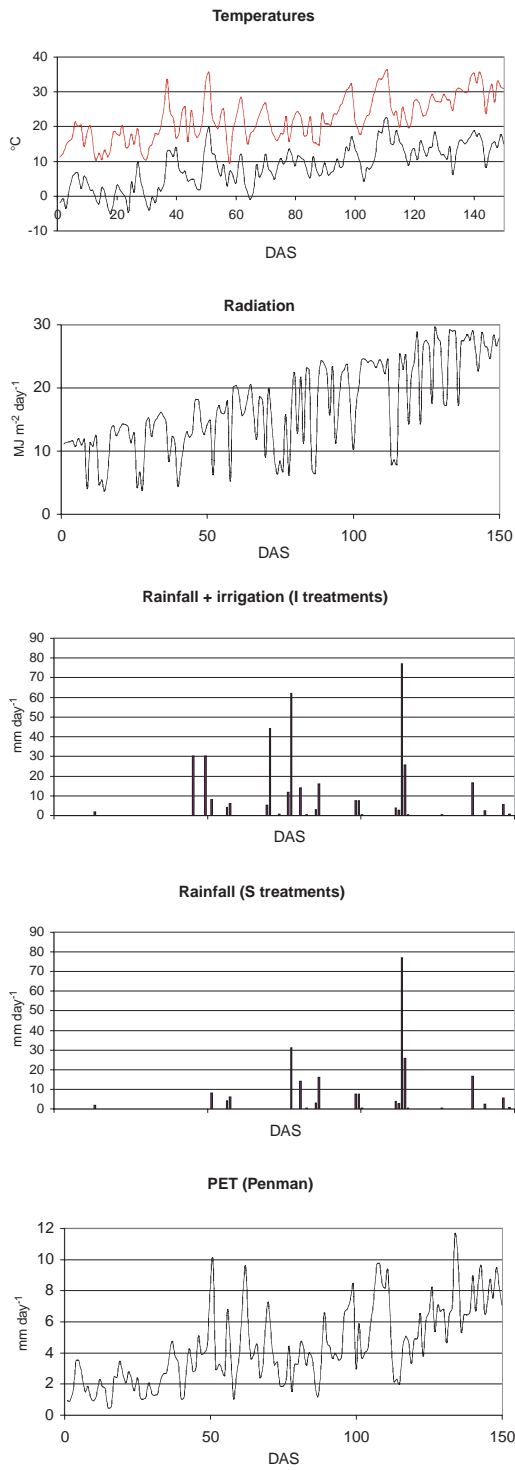 Temperatures
40
30
20
10
0
-10
°C
0 20 40 60 80 100 120 140
DAS
Radiation
30
20
10
0
MJ m-2 day-1
0 50 100 150
DAS
Rainfall + irrigation (I treatments)
90
80
70
60
50
40
30
20
10
0
mm day-1
DAS
Rainfall (S treatments)
90
80
70
60
50
40
30
20
10
0
mm day-1
DAS
PET (Penman)
12
10
8
6
4
2
0
mm day-1
0 50 100 150
DAS